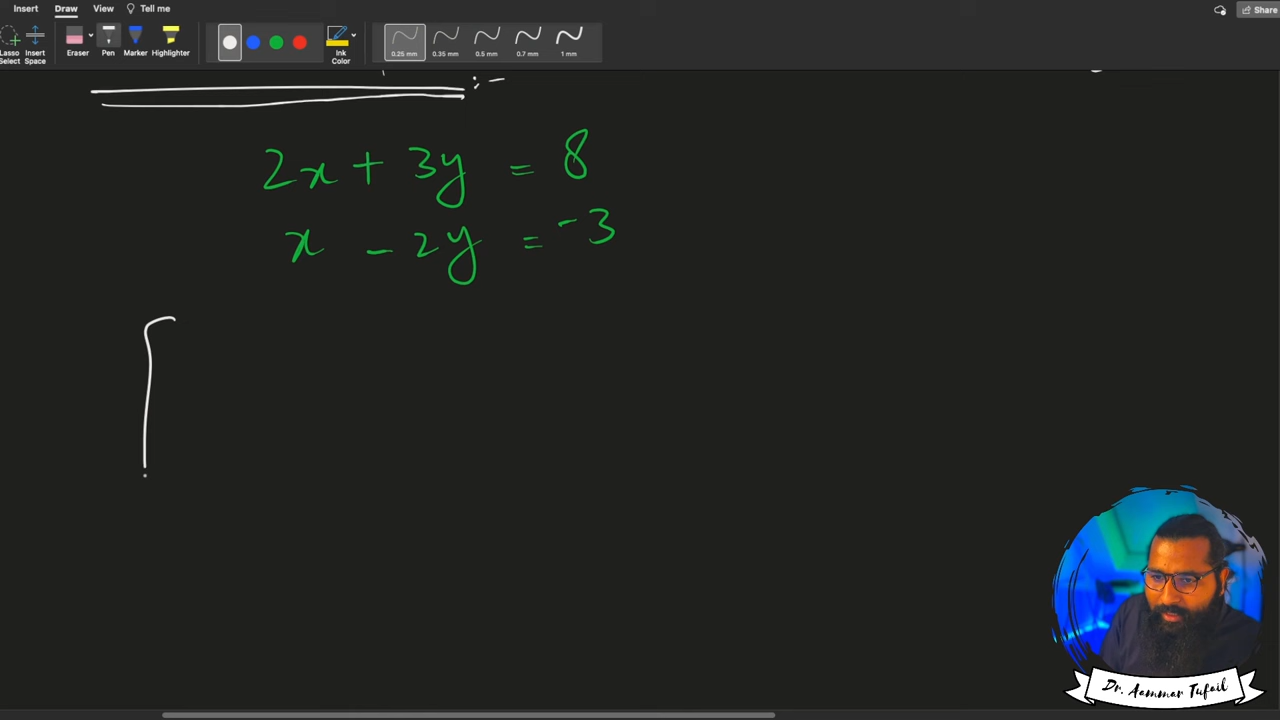 Insert Draw View Tell me
Share
Lasso Select
Insert Space
Eraser
Pen
Marker
Highlighter
Ink Color
0.25 mm
0.35 mm
0.5 mm
0.7 mm
1 mm
:-
2x + 3y = 8
x - 2y = -3
Dr. Aammar Tufail